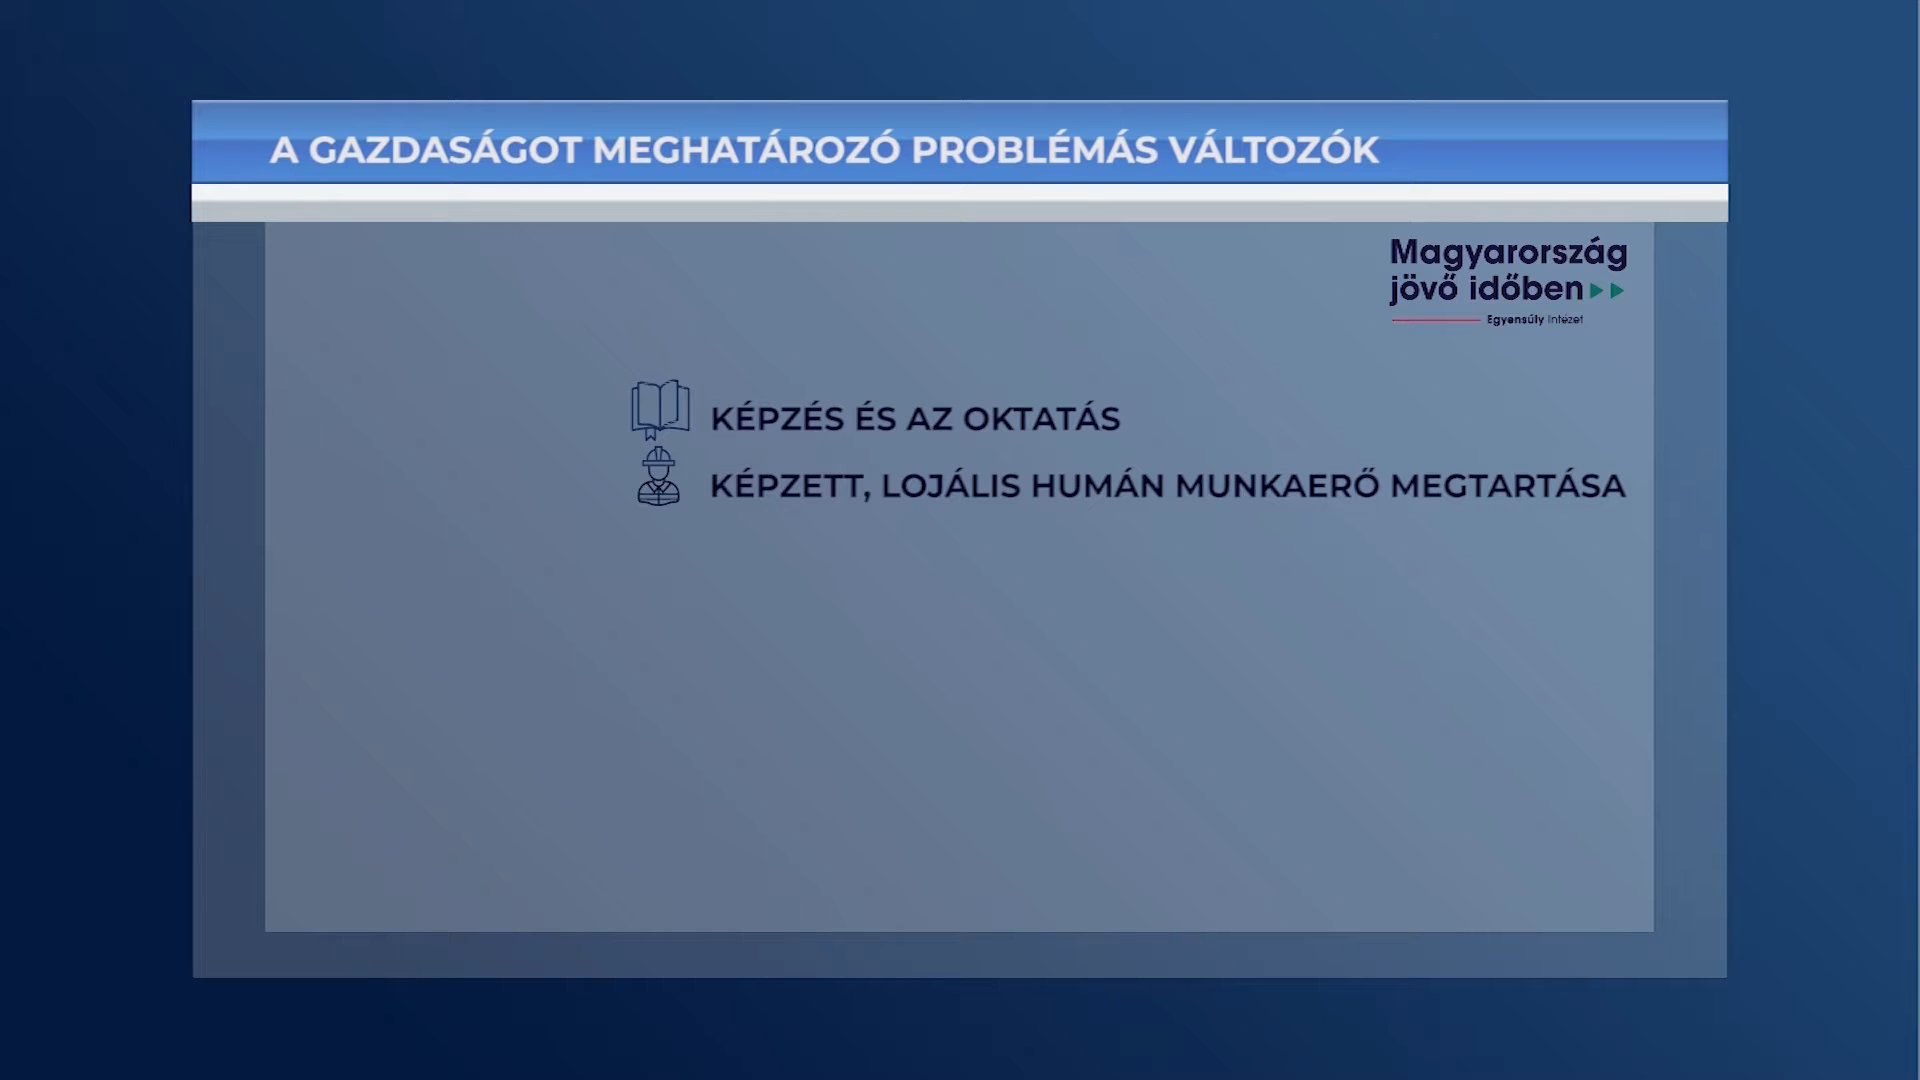 A GAZDASÁGOT MEGHATÁROZÓ PROBLÉMÁS VÁLTOZÓK
Magyarország
jövő időben
Egyensúly Intézet
KÉPZÉS ÉS AZ OKTATÁS
KÉPZETT, LOJÁLIS HUMÁN MUNKAERŐ MEGTARTÁSA